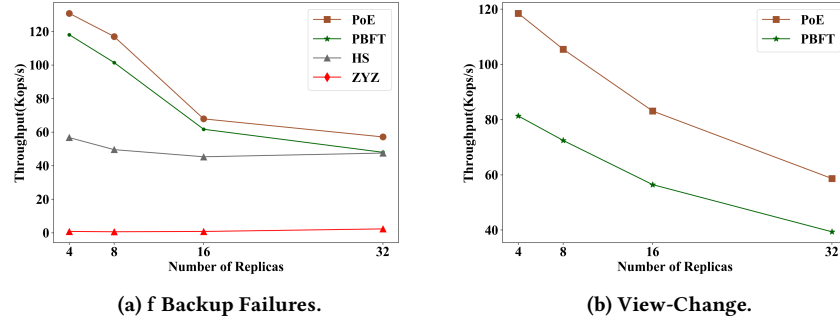 120
100
80
60
40
20
0
Throughput(Kops/s)
PoE
PBFT
HS
ZYZ
4 8 16 32
Number of Replicas
(a) f Backup Failures.
120
100
80
60
40
Throughput(Kops/s)
PoE
PBFT
4 8 16 32
Number of Replicas
(b) View-Change.